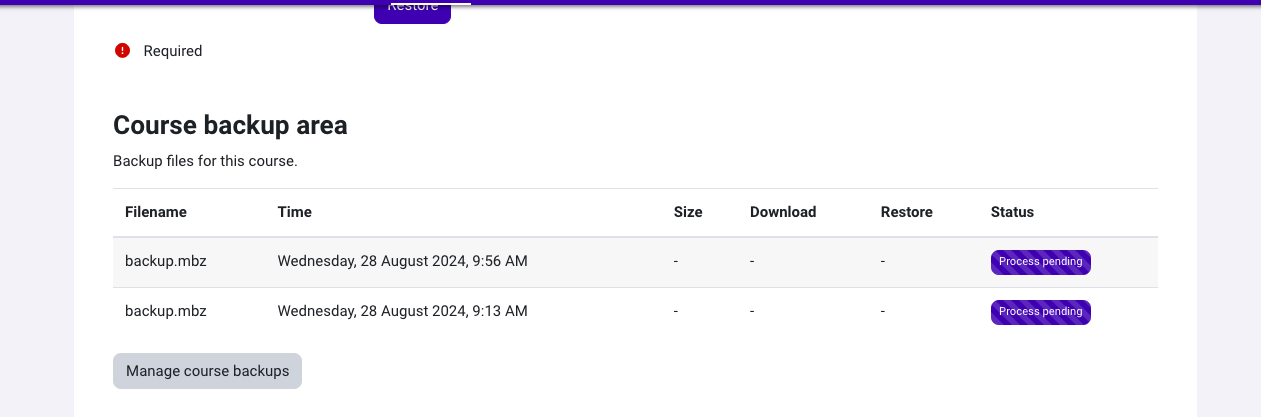 Restore
Required
Course backup area
Backup files for this course.
Filename Time Size Download Restore Status
backup.mbz Wednesday, 28 August 2024, 9:56 AM - - - Process pending
backup.mbz Wednesday, 28 August 2024, 9:13 AM - - - Process pending
Manage course backups